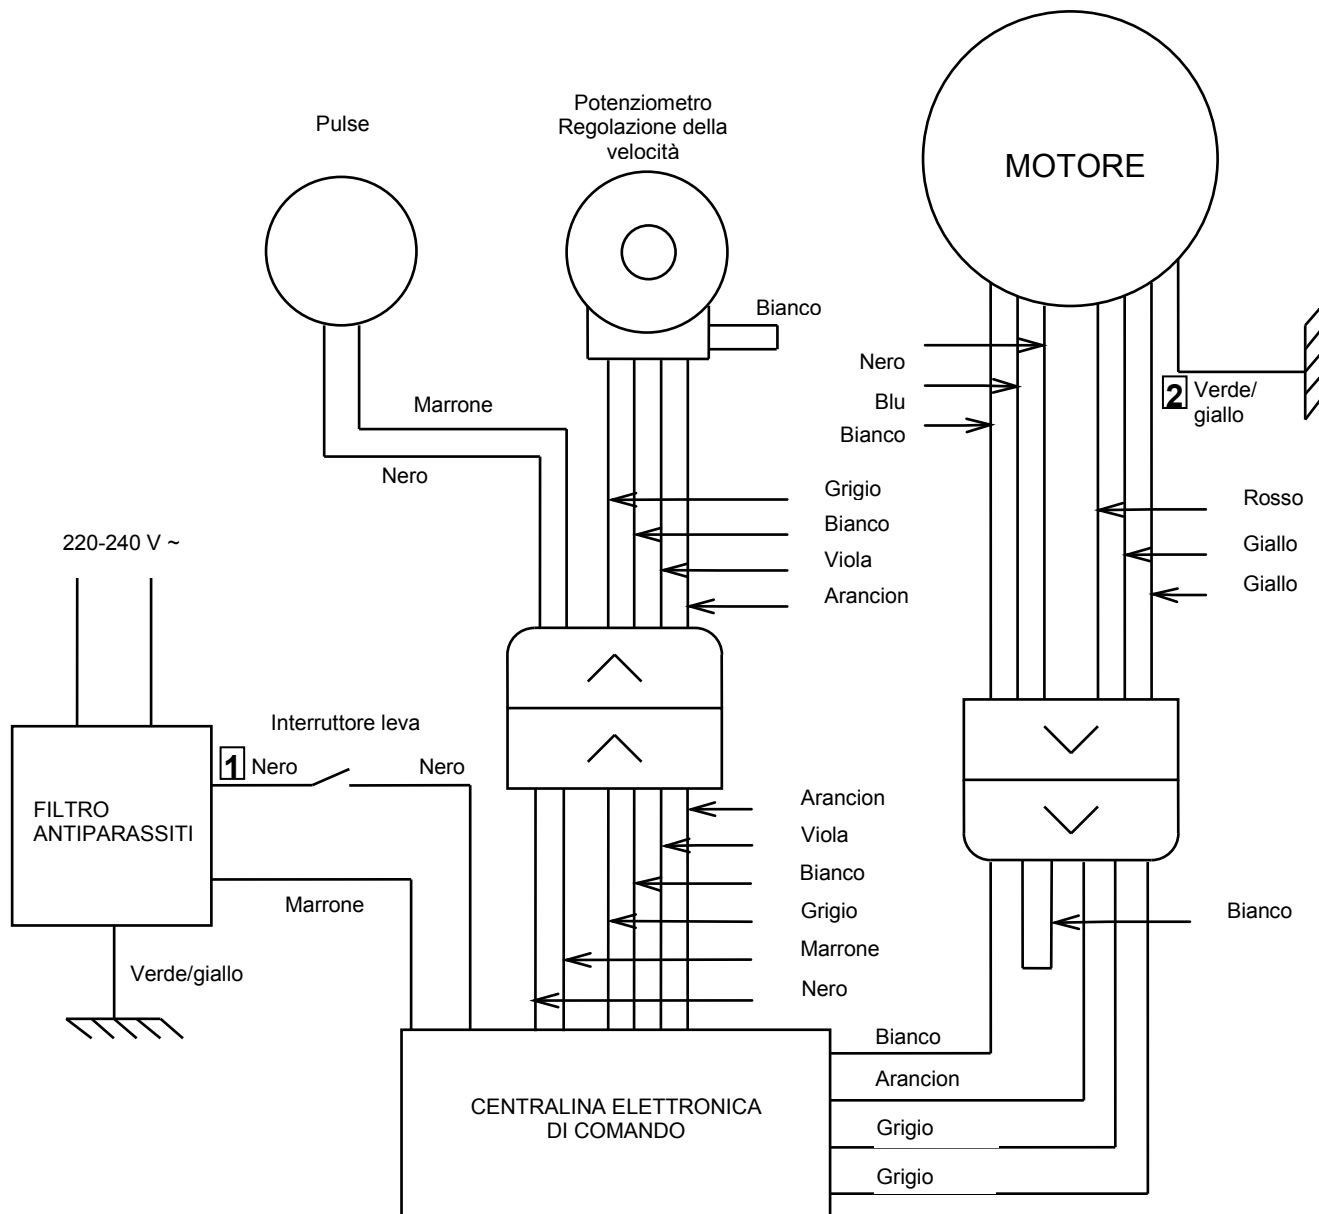 Pulse
Potenziometro
Regolazione della
velocità
MOTORE
Bianco
Nero
Blu
Bianco
2
Verde/
giallo
Marrone
Nero
Grigio
Bianco
Viola
Arancion
Rosso
Giallo
Giallo
220-240 V ~
Interruttore leva
1
Nero
Nero
FILTRO
ANTIPARASSITI
Marrone
Verde/giallo
Arancion
Viola
Bianco
Grigio
Marrone
Nero
Bianco
Bianco
Arancion
Grigio
Grigio
CENTRALINA ELETTRONICA
DI COMANDO